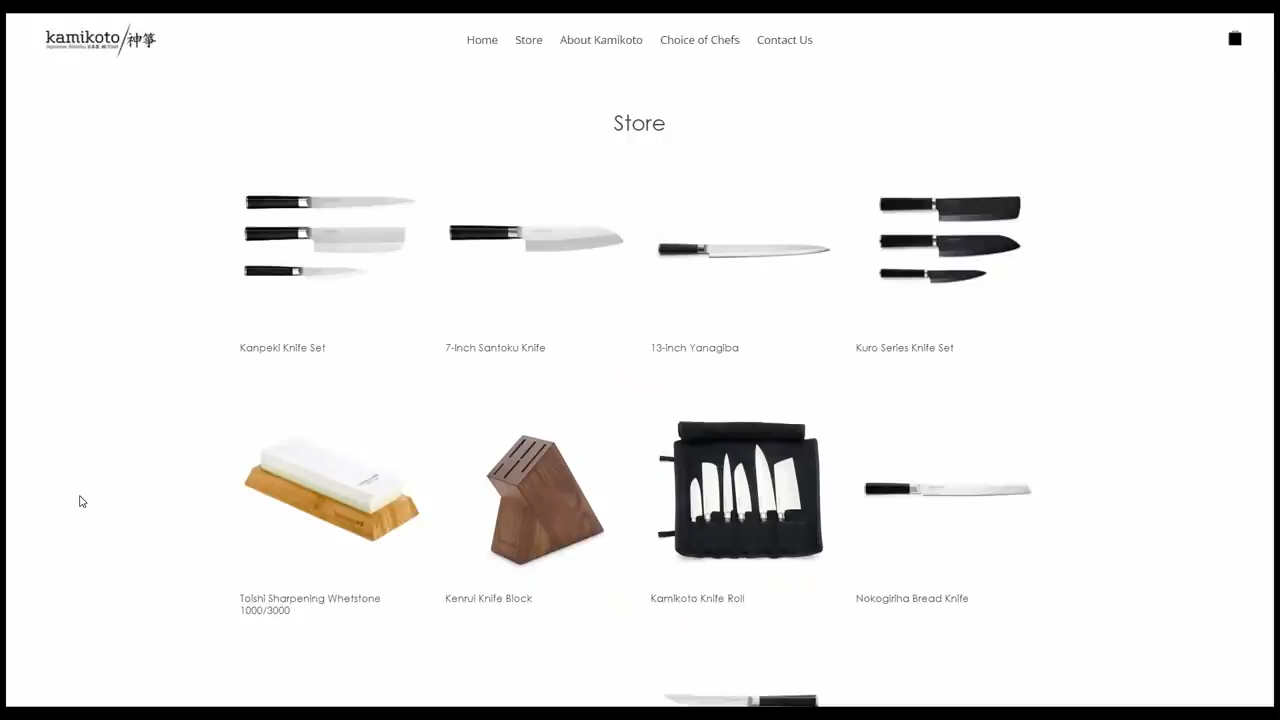 kamikoto/神箏
Home Store About Kamikoto Choice of Chefs Contact Us
Store
Kanpeki Knife Set
7-Inch Santoku Knife
13-inch Yanagiba
Kuro Series Knife Set
Toishi Sharpening Whetstone
1000/3000
Kenrui Knife Block
Kamikoto Knife Roll
Nokogiriha Bread Knife